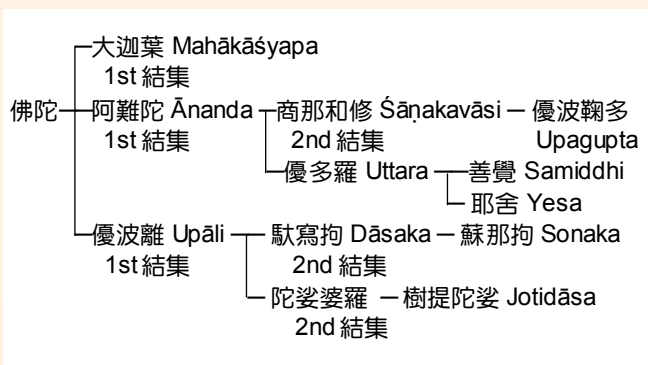 大迦葉 Mahākāśyapa
1st 結集
佛陀 阿難陀 Ānanda 商那和修 Śāṇakavāsi 優波鞠多
1st 結集 2nd 結集 Upagupta
優多羅 Uttara 善覺 Samiddhi
耶舍 Yesa
優波離 Upāli 馱寫拘 Dāsaka 蘇那拘 Sonaka
1st 結集 2nd 結集
陀娑婆羅 樹提陀娑 Jotidāsa
2nd 結集